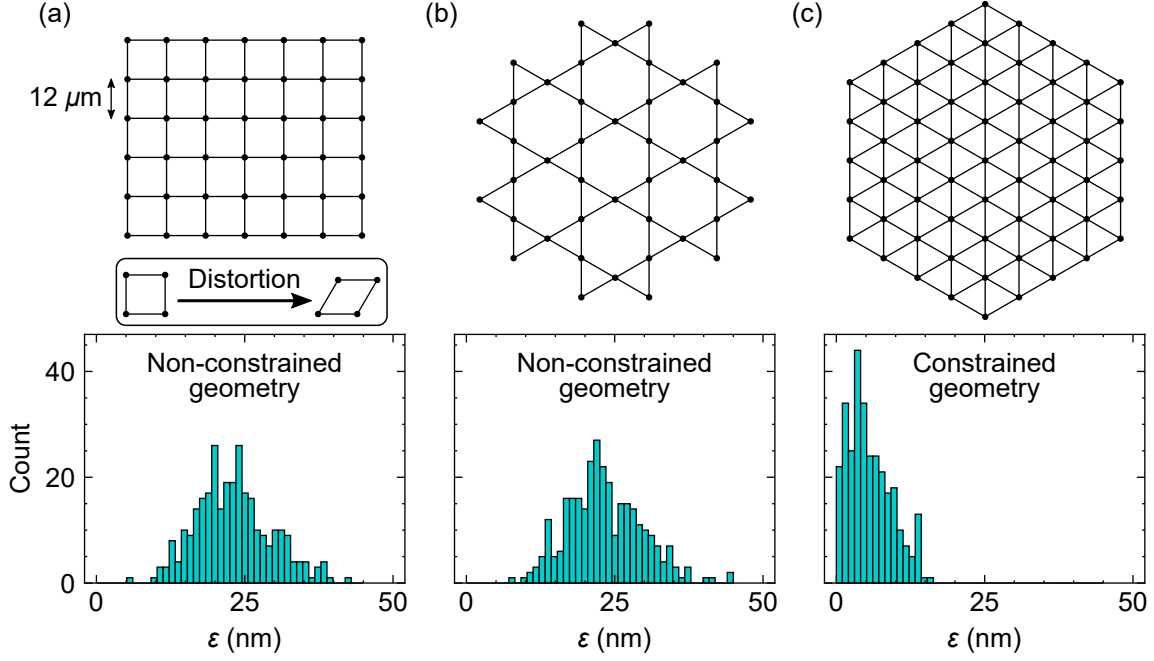 (a)
(b)
(c)
12 µm
Distortion
Non-constrained
geometry
Non-constrained
geometry
Constrained
geometry
Count
40
20
0
0
25
50
0
25
50
0
25
50
ε (nm)
ε (nm)
ε (nm)